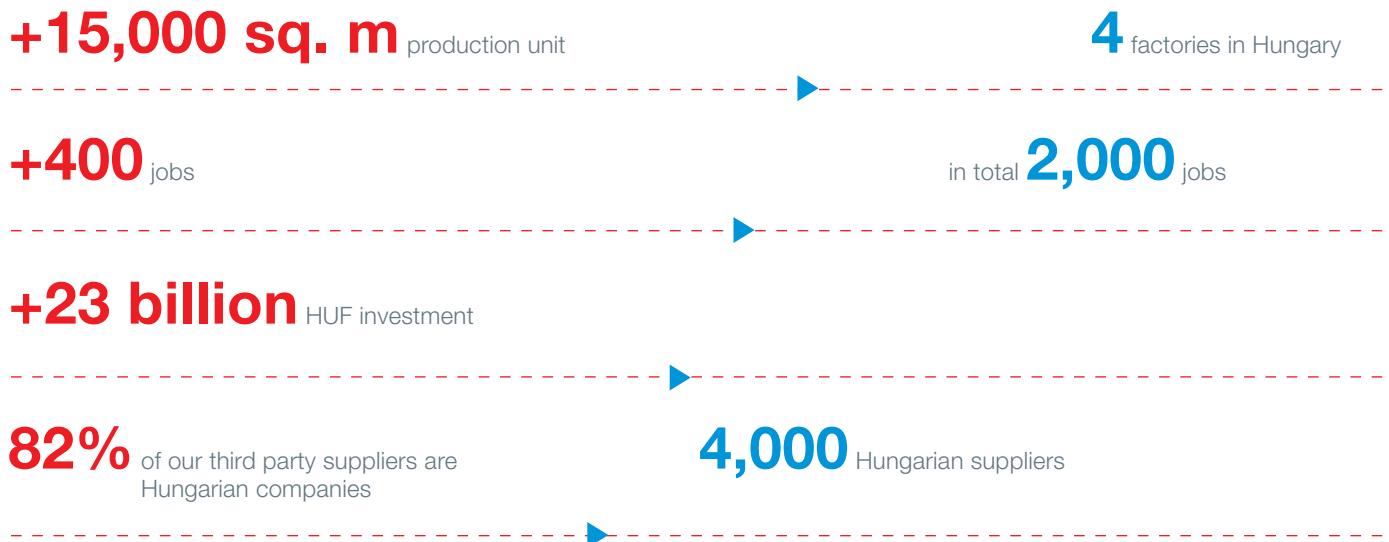 +15,000 sq. m production unit
4 factories in Hungary
+400 jobs
in total 2,000 jobs
+23 billion HUF investment
82% of our third party suppliers are
Hungarian companies
4,000 Hungarian suppliers